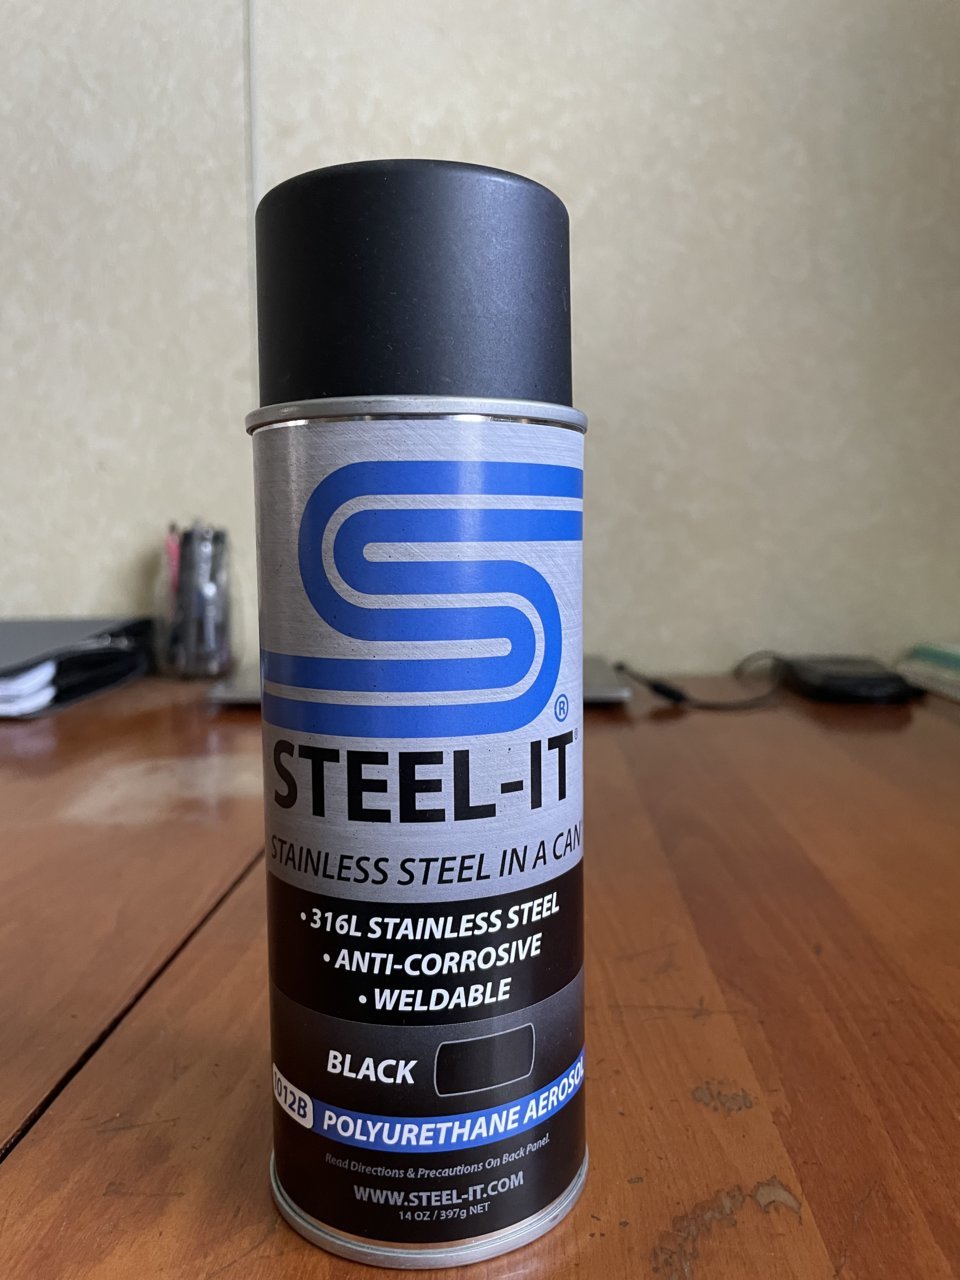 ®
STEEL-IT®
STAINLESS STEEL IN A CAN
• 316L STAINLESS STEEL
• ANTI-CORROSIVE
• WELDABLE
BLACK
1012B POLYURETHANE AEROSOL
Read Directions & Precautions On Back Panel.
WWW.STEEL-IT.COM
14 OZ / 397g NET